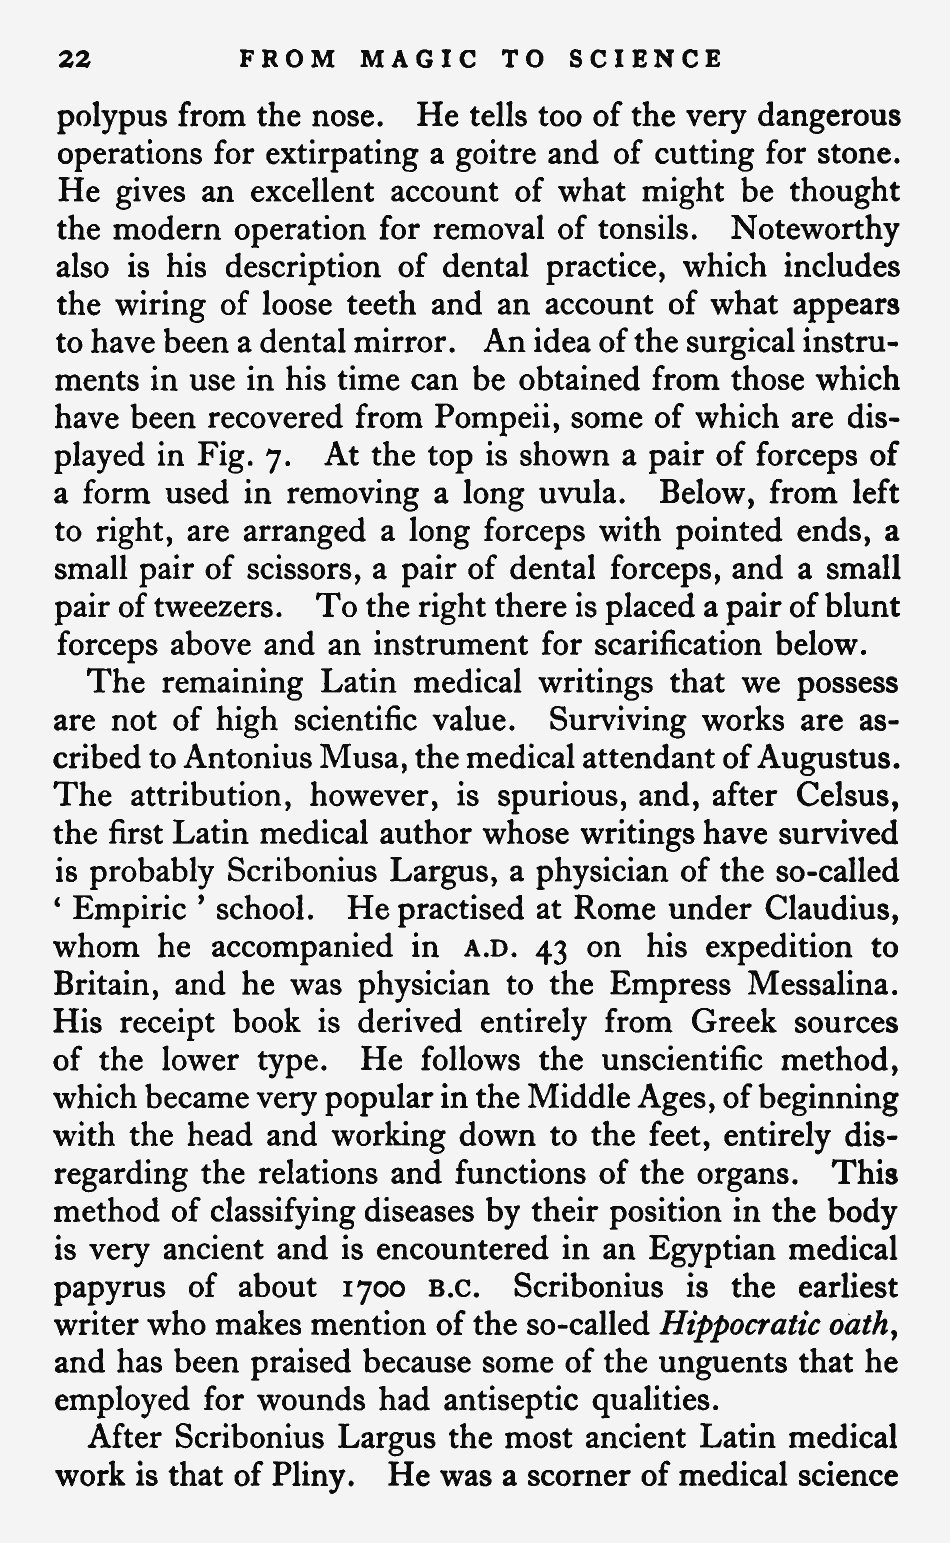 22 FROM MAGIC TO SCIENCE
polypus from the nose. He tells too of the very dangerous
operations for extirpating a goitre and of cutting for stone.
He gives an excellent account of what might be thought
the modern operation for removal of tonsils. Noteworthy
also is his description of dental practice, which includes
the wiring of loose teeth and an account of what appears
to have been a dental mirror. An idea of the surgical instru-
ments in use in his time can be obtained from those which
have been recovered from Pompeii, some of which are dis-
played in Fig. 7. At the top is shown a pair of forceps of
a form used in removing a long uvula. Below, from left
to right, are arranged a long forceps with pointed ends, a
small pair of scissors, a pair of dental forceps, and a small
pair of tweezers. To the right there is placed a pair of blunt
forceps above and an instrument for scarification below.
The remaining Latin medical writings that we possess
are not of high scientific value. Surviving works are as-
cribed to Antonius Musa, the medical attendant of Augustus.
The attribution, however, is spurious, and, after Celsus,
the first Latin medical author whose writings have survived
is probably Scribonius Largus, a physician of the so-called
‘ Empiric ’ school. He practised at Rome under Claudius,
whom he accompanied in A.D. 43 on his expedition to
Britain, and he was physician to the Empress Messalina.
His receipt book is derived entirely from Greek sources
of the lower type. He follows the unscientific method,
which became very popular in the Middle Ages, of beginning
with the head and working down to the feet, entirely dis-
regarding the relations and functions of the organs. This
method of classifying diseases by their position in the body
is very ancient and is encountered in an Egyptian medical
papyrus of about 1700 B.C. Scribonius is the earliest
writer who makes mention of the so-called Hippocratic oath,
and has been praised because some of the unguents that he
employed for wounds had antiseptic qualities.
After Scribonius Largus the most ancient Latin medical
work is that of Pliny. He was a scorner of medical science